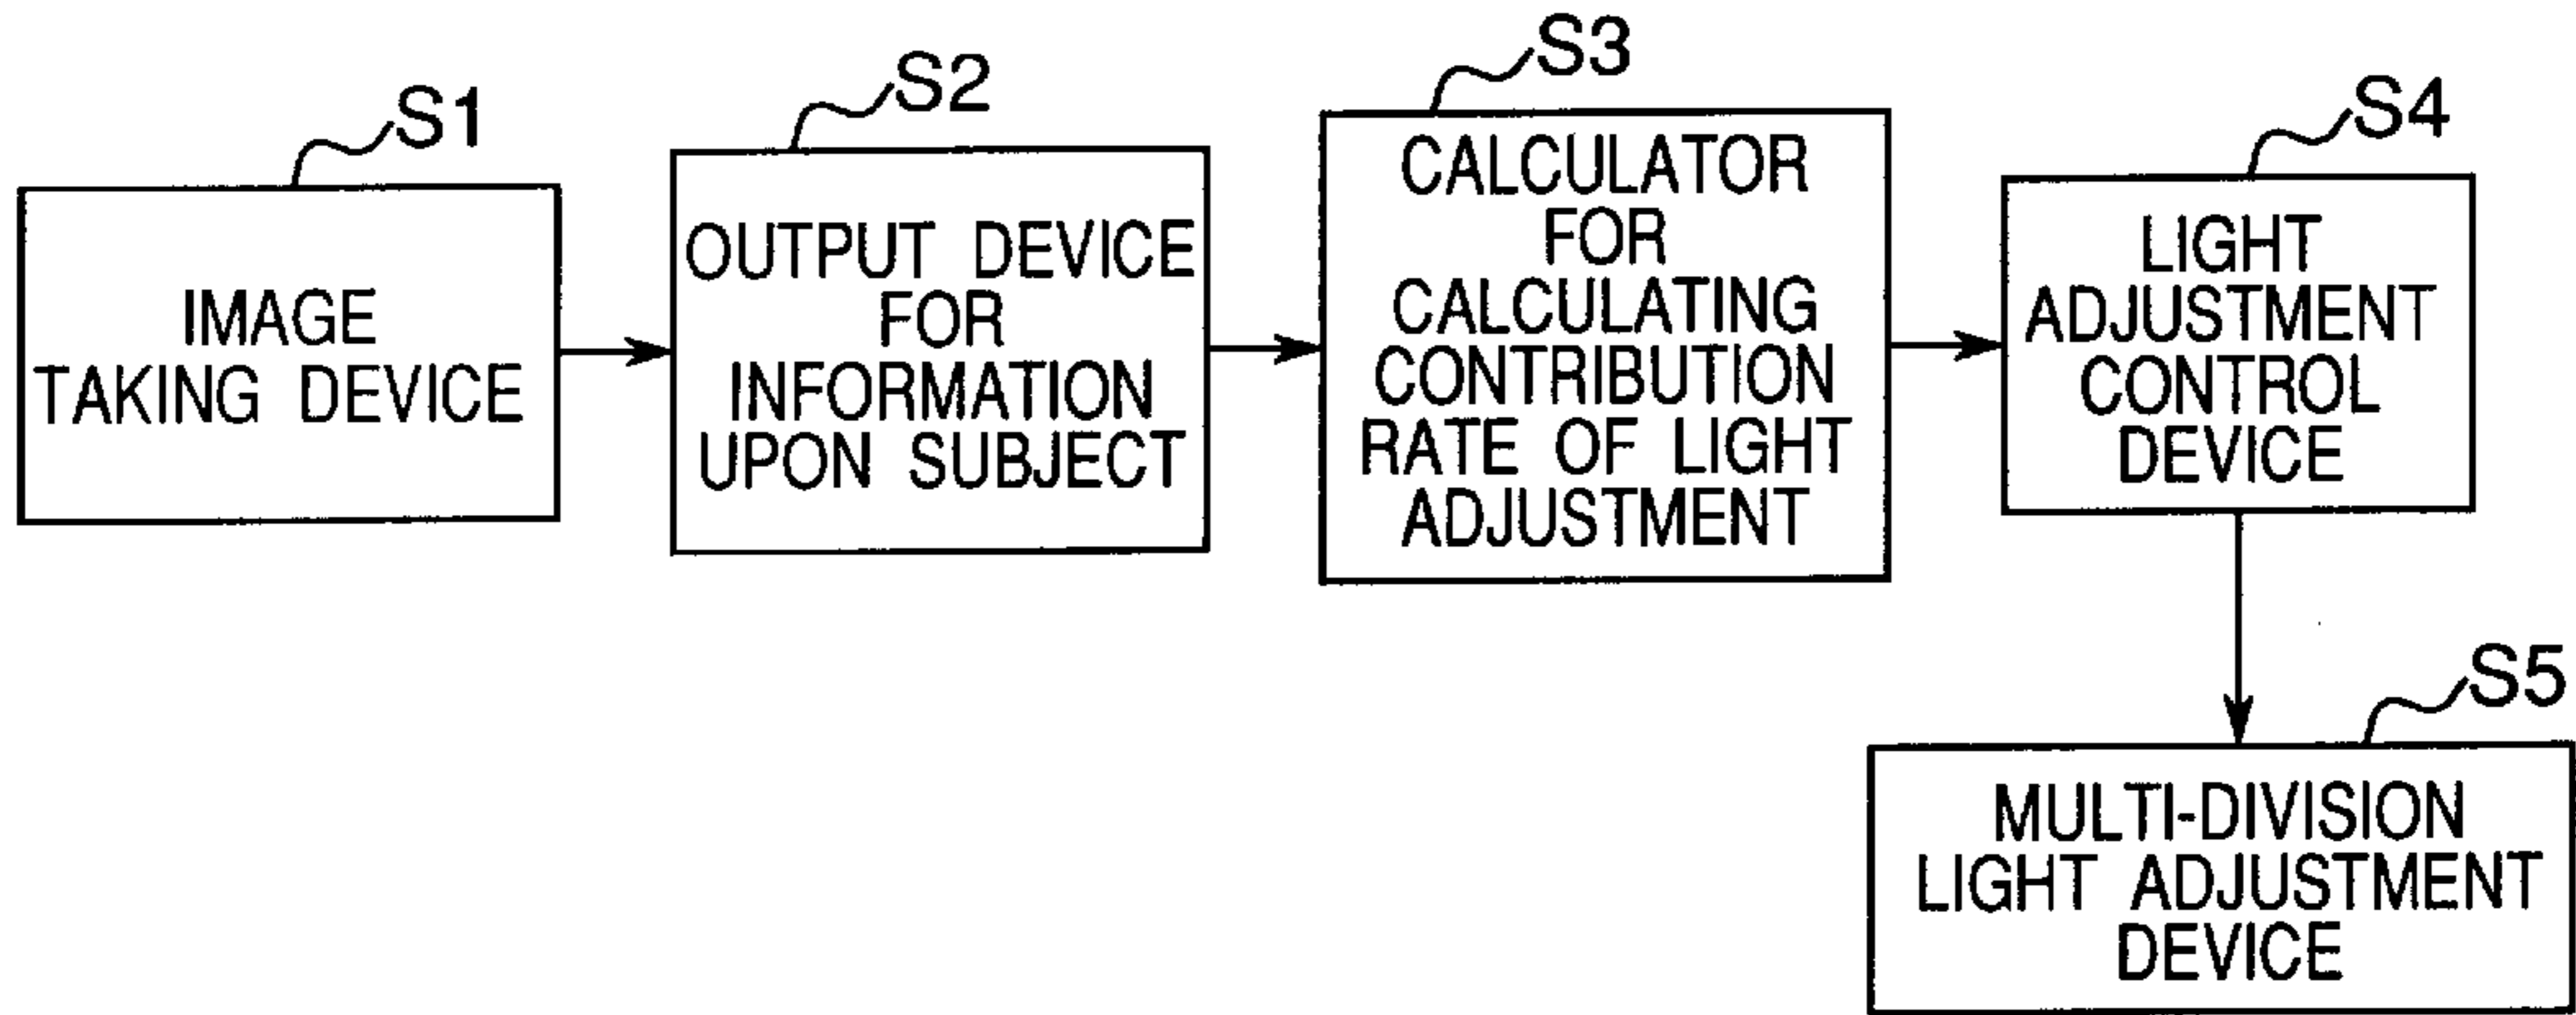 S1
IMAGE
TAKING DEVICE
S2
OUTPUT DEVICE
FOR
INFORMATION
UPON SUBJECT
S3
CALCULATOR
FOR
CALCULATING
CONTRIBUTION
RATE OF LIGHT
ADJUSTMENT
S4
LIGHT
ADJUSTMENT
CONTROL
DEVICE
S5
MULTI-DIVISION
LIGHT ADJUSTMENT
DEVICE